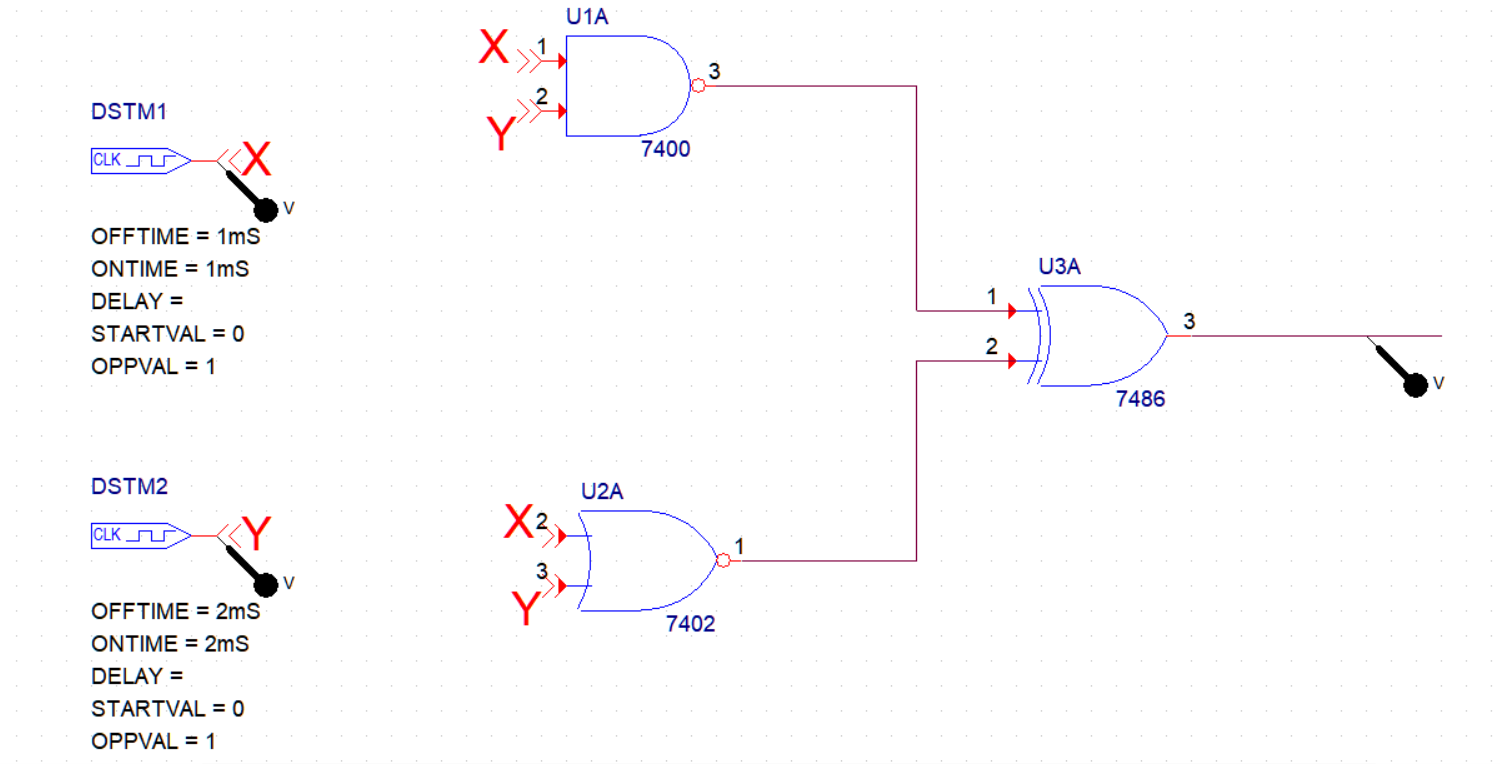 U1A
X
1
2
Y
3
7400
DSTM1
CLK
X
V
OFFTIME = 1mS
ONTIME = 1mS
DELAY =
STARTVAL = 0
OPPVAL = 1
U3A
1
2
3
7486
V
DSTM2
CLK
Y
V
OFFTIME = 2mS
ONTIME = 2mS
DELAY =
STARTVAL = 0
OPPVAL = 1
U2A
X
2
3
Y
1
7402